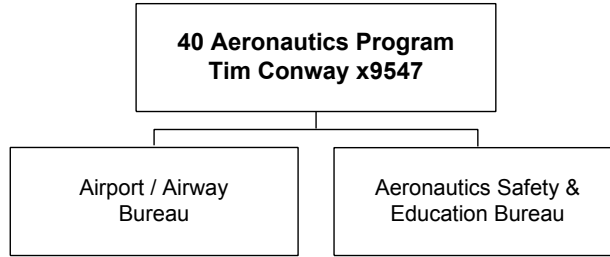 40 Aeronautics Program
Tim Conway x9547
Airport / Airway
Bureau
Aeronautics Safety &
Education Bureau